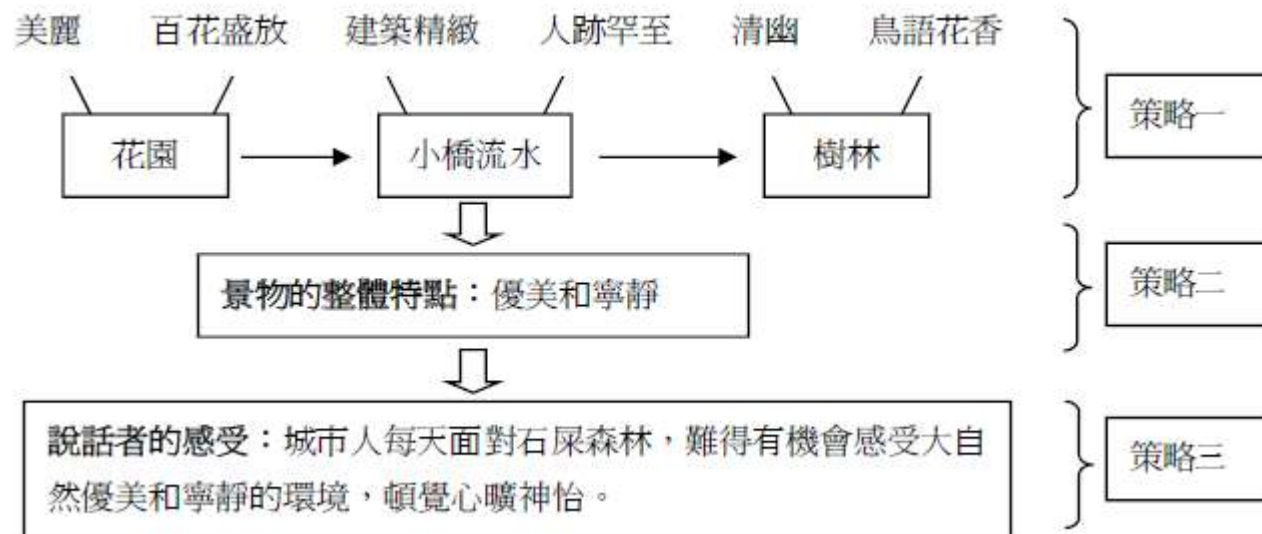 美麗 百花盛放 建築精緻 人跡罕至 清幽 鳥語花香
策略一
花園 小橋流水 樹林
景物的整體特點：優美和寧靜
策略二
說話者的感受：城市人每天面對石屎森林，難得有機會感受大自
然優美和寧靜的環境，頓覺心曠神怡。
策略三